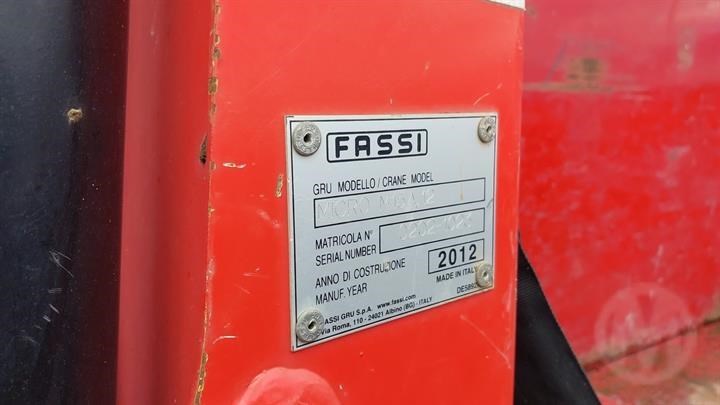 FASSI
GRU MODELLO / CRANE MODEL
MICRO
MATRICOLA N°
SERIAL NUMBER
ANNO DI COSTRUZIONE
MANUF. YEAR
2012
MADE IN ITALY
FASSI GRU S.p.A. www.fassi.com
Via Roma, 110 - 24021 Albino (BG) - ITALY